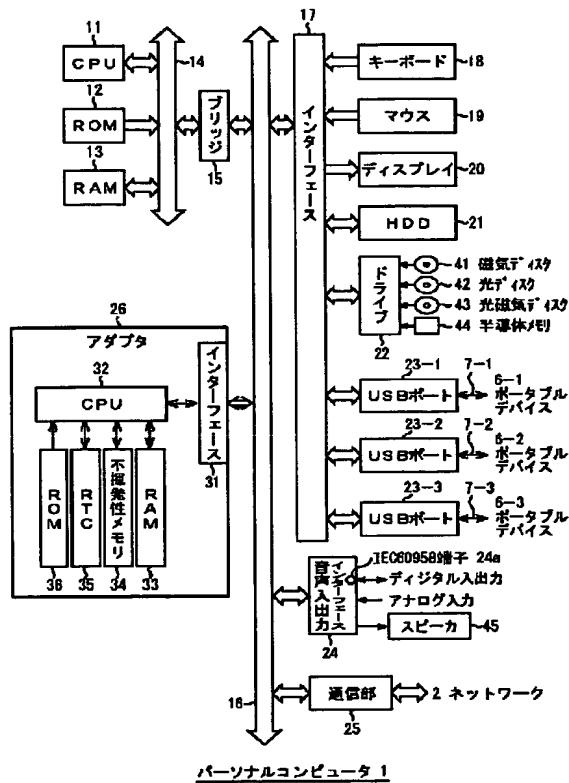 11
CPU
12
ROM
13
RAM
14
ブリッジ
15
17
インターフェース
キーボード 18
マウス 19
ディスプレイ 20
HDD 21
ドライブ
22
41 磁気ディスク
42 光ディスク
43 光磁気ディスク
44 半導体メモリ
23-1
USBポート
7-1
6-1
ポータブル
デバイス
23-2
USBポート
7-2
6-2
ポータブル
デバイス
23-3
USBポート
7-3
6-3
ポータブル
デバイス
26
アダプタ
32
CPU
インターフェース
31
ROM
36
RTC
35
不揮発性メモリ
34
RAM
33
IEC60958端子 24a
音声入出力
インターフェース
24
ディジタル入出力
アナログ入力
スピーカ 45
16
通信部
25
2 ネットワーク
パーソナルコンピュータ 1